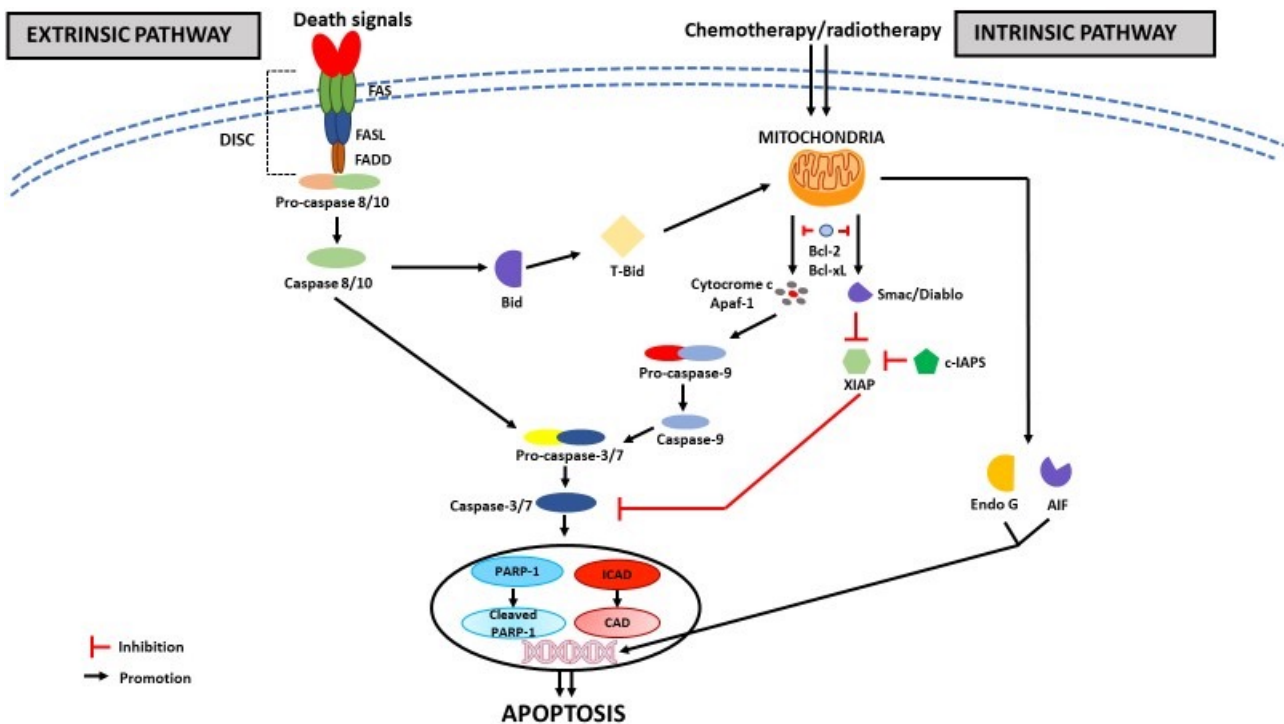 EXTRINSIC PATHWAY
Death signals
Chemotherapy/radiotherapy
INTRINSIC PATHWAY
FAS
DISC
FASL
FADD
MITOCHONDRIA
Pro-caspase 8/10
Caspase 8/10
Bid
T-Bid
Bcl-2
Bcl-xL
Cytocrome c
Apaf-1
Smac/Diablo
Pro-caspase-9
XIAP
c-IAPS
Caspase-9
Pro-caspase-3/7
Caspase-3/7
Endo G
AIF
PARP-1
ICAD
Cleaved
PARP-1
CAD
Inhibition
Promotion
APOPTOSIS